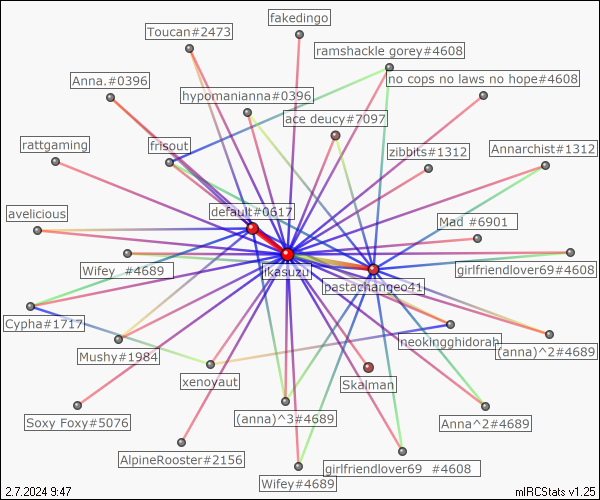 fakedingo
Toucan#2473
ramshackle gorey#4608
Anna.#0396
no cops no laws no hope#4608
hypomanianna#0396
ace deucy#7097
rattgaming
frisout
zibbits#1312
Annarchist#1312
avelicious
default#0617
Mad #6901
Wifey #4689
ikasuzu
pastachangeo41
girlfriendlover69#4608
Cypha#1717
Mushy#1984
neokingghidorah
(anna)^2#4689
xenoyaut
Skalman
Soxy Foxy#5076
(anna)^3#4689
Anna^2#4689
AlpineRooster#2156
Wifey#4689
girlfriendlover69 #4608
2.7.2024 9:47
mIRCStats v1.25